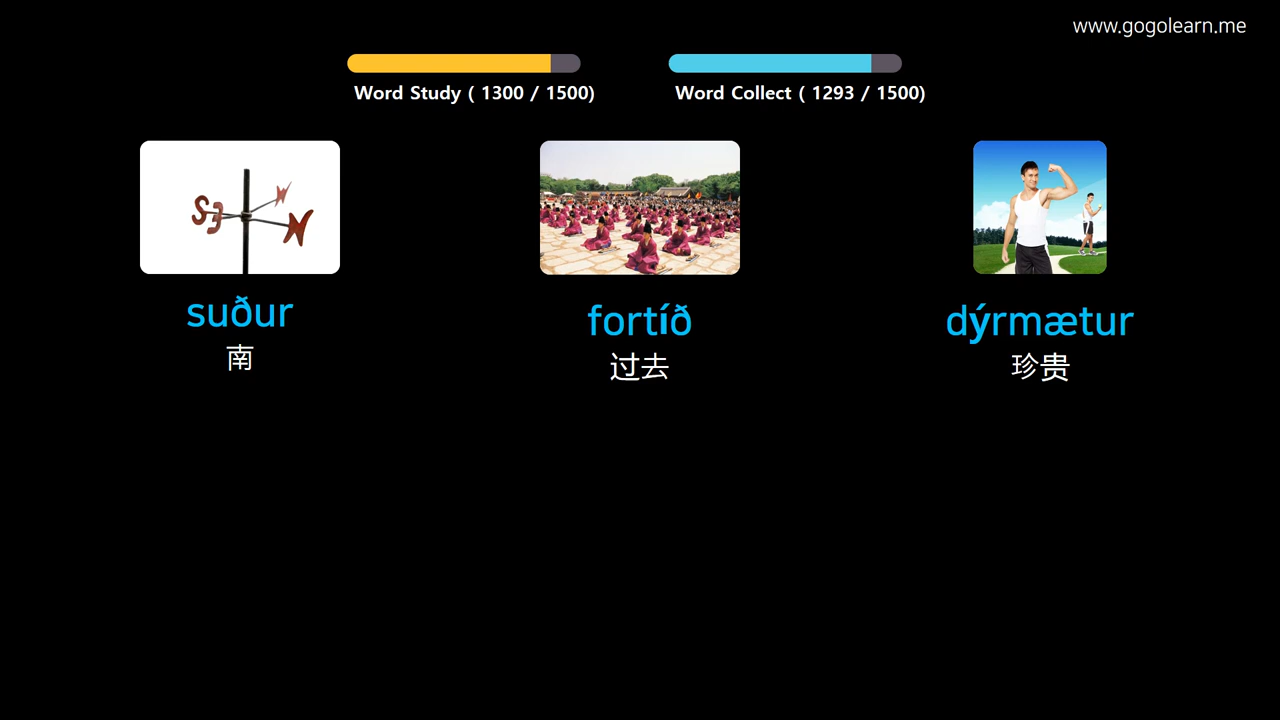 www.gogolearn.me
Word Study ( 1300 / 1500)
Word Collect ( 1293 / 1500)
S E N W
suður
南
fortíð
过去
dýrmætur
珍贵